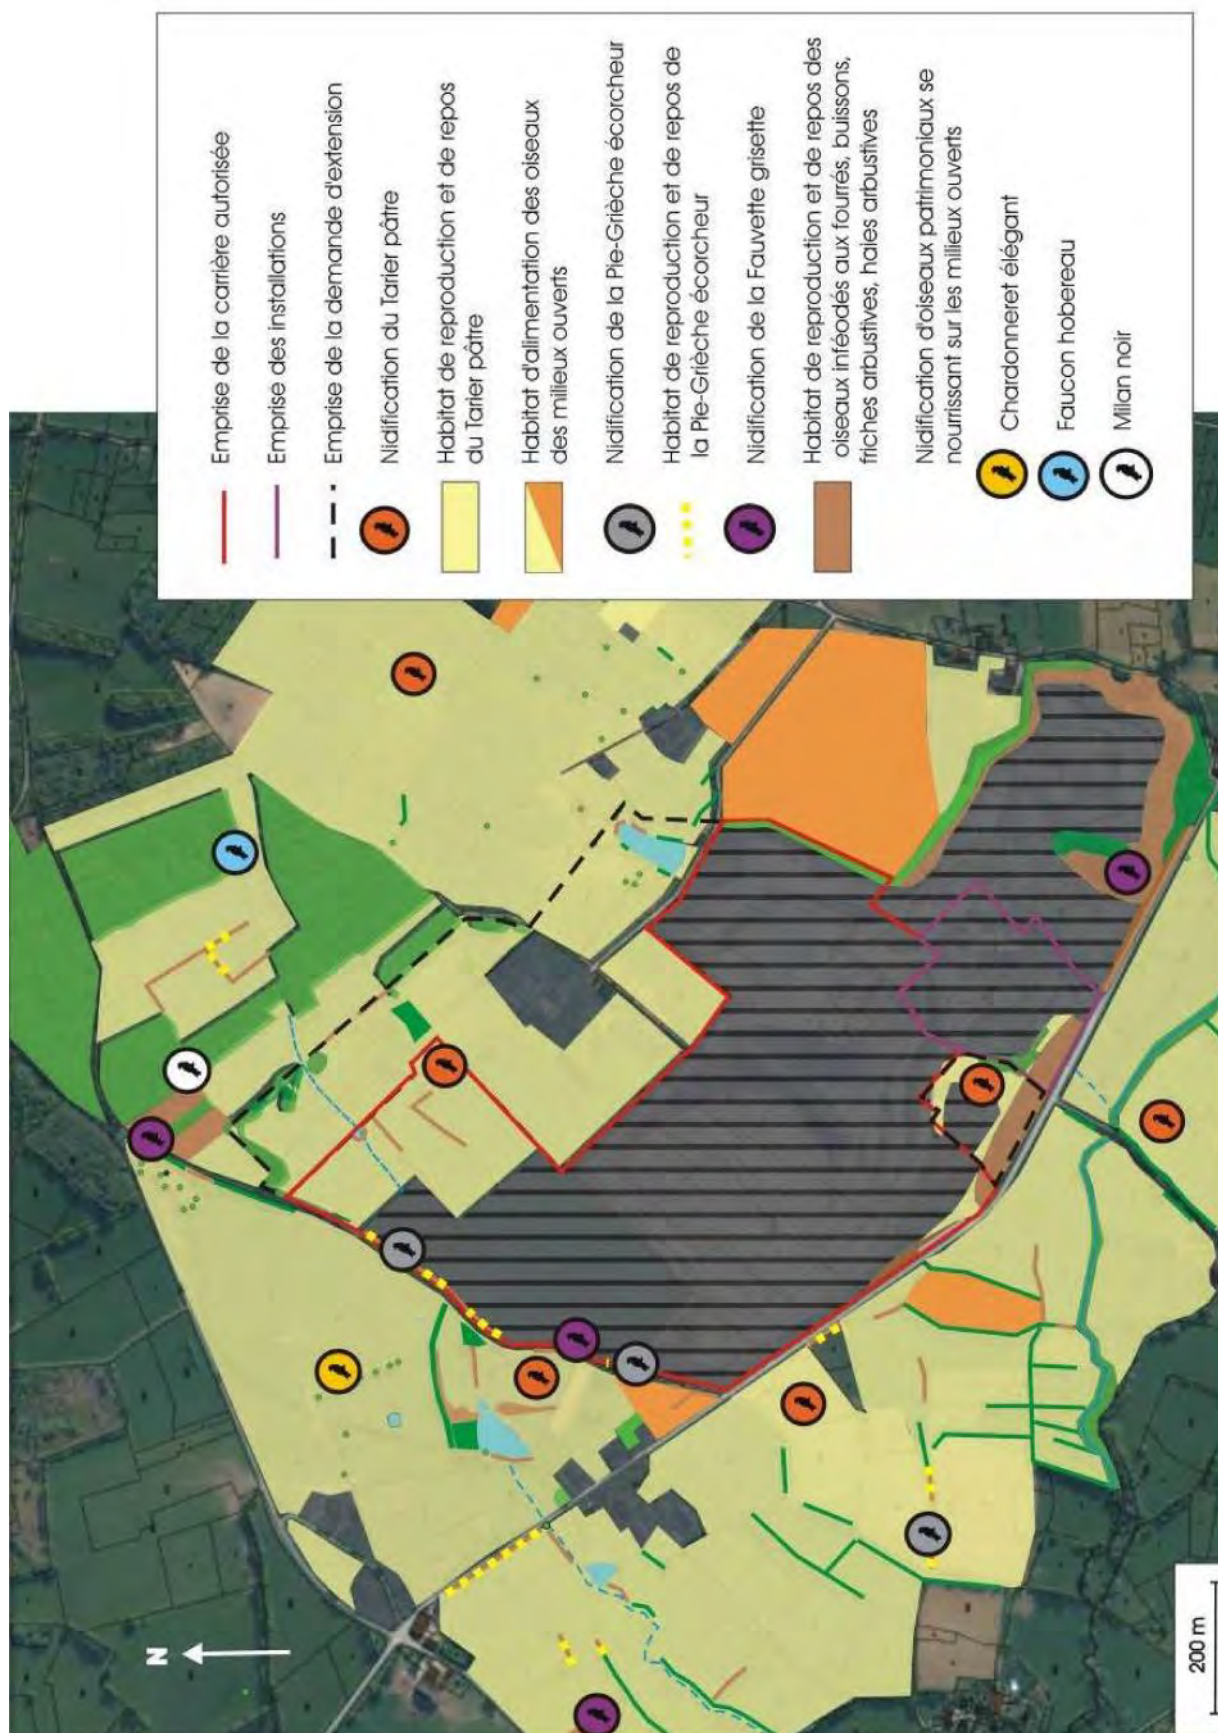 Emprise de la carrière autorisée
Emprise des installations
Emprise de la demande d'extension
Nidification du Tarier pâtre
Habitat de reproduction et de repos
du Tarier pâtre
Habitat d'alimentation des oiseaux
des milieux ouverts
Nidification de la Pie-Grièche écorcheur
Habitat de reproduction et de repos de
la Pie-Grièche écorcheur
Nidification de la Fauvette grisette
Habitat de reproduction et de repos des
oiseaux inféodés aux fourrés, buissons,
friches arbustives, haies arbustives
Nidification d'oiseaux patrimoniaux se
nourrissant sur les milieux ouverts
Chardonneret élégant
Faucon hobereau
Milan noir
N
200 m